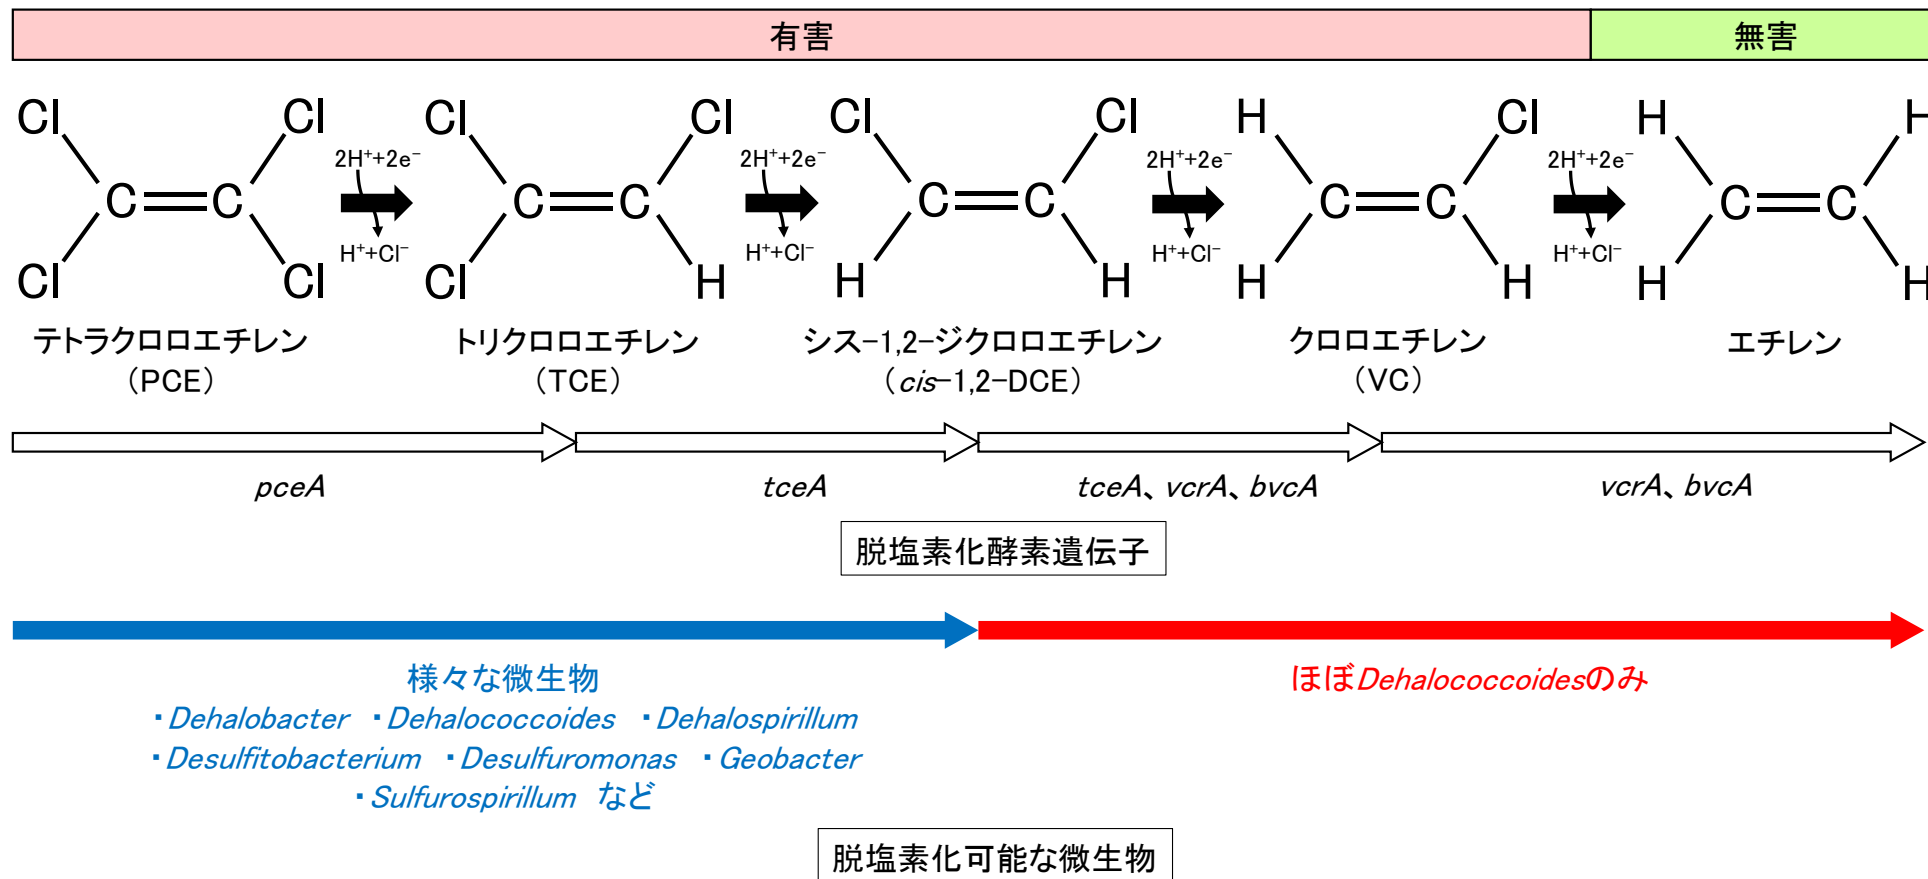 有害
無害
Cl Cl Cl Cl Cl Cl H Cl H H
C=C C=C C=C C=C C=C
2H⁺+2e⁻ 2H⁺+2e⁻ 2H⁺+2e⁻ 2H⁺+2e⁻
H⁺+Cl⁻ H⁺+Cl⁻ H⁺+Cl⁻ H⁺+Cl⁻
Cl Cl Cl H H H H H H H
テトラクロロエチレン
(PCE)
トリクロロエチレン
(TCE)
シス-1,2-ジクロロエチレン
(cis-1,2-DCE)
クロロエチレン
(VC)
エチレン
pceA
tceA
tceA、vcrA、bvcA
vcrA、bvcA
脱塩素化酵素遺伝子
様々な微生物
・Dehalobacter ・Dehalococcoides ・Dehalospirillum
・Desulfitobacterium ・Desulfuromonas ・Geobacter
・Sulfurospirillum など
ほぼDehalococcoidesのみ
脱塩素化可能な微生物